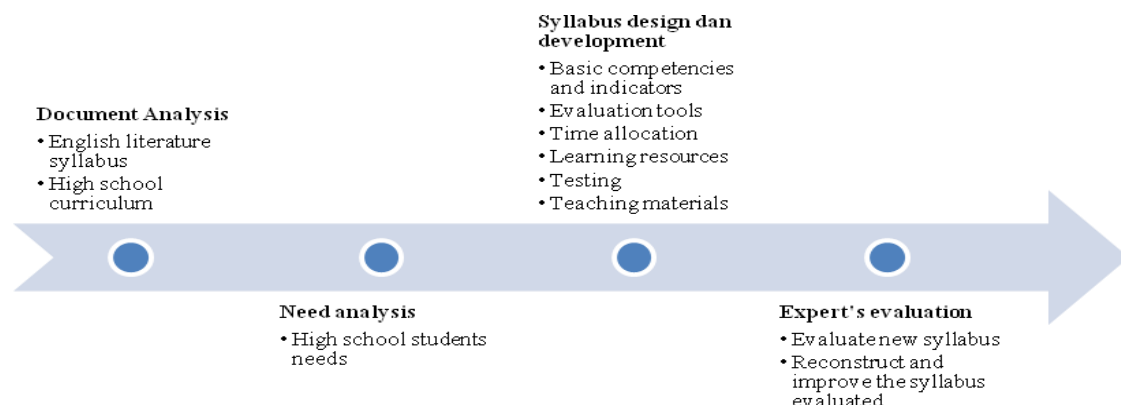 Document Analysis
• English literature
syllabus
• High school
curriculum
Need analysis
• High school students
needs
Syllabus design dan
development
• Basic competencies
and indicators
• Evaluation tools
• Time allocation
• Learning resources
• Testing
• Teaching materials
Expert's evaluation
• Evaluate new syllabus
• Reconstruct and
improve the syllabus
evaluated